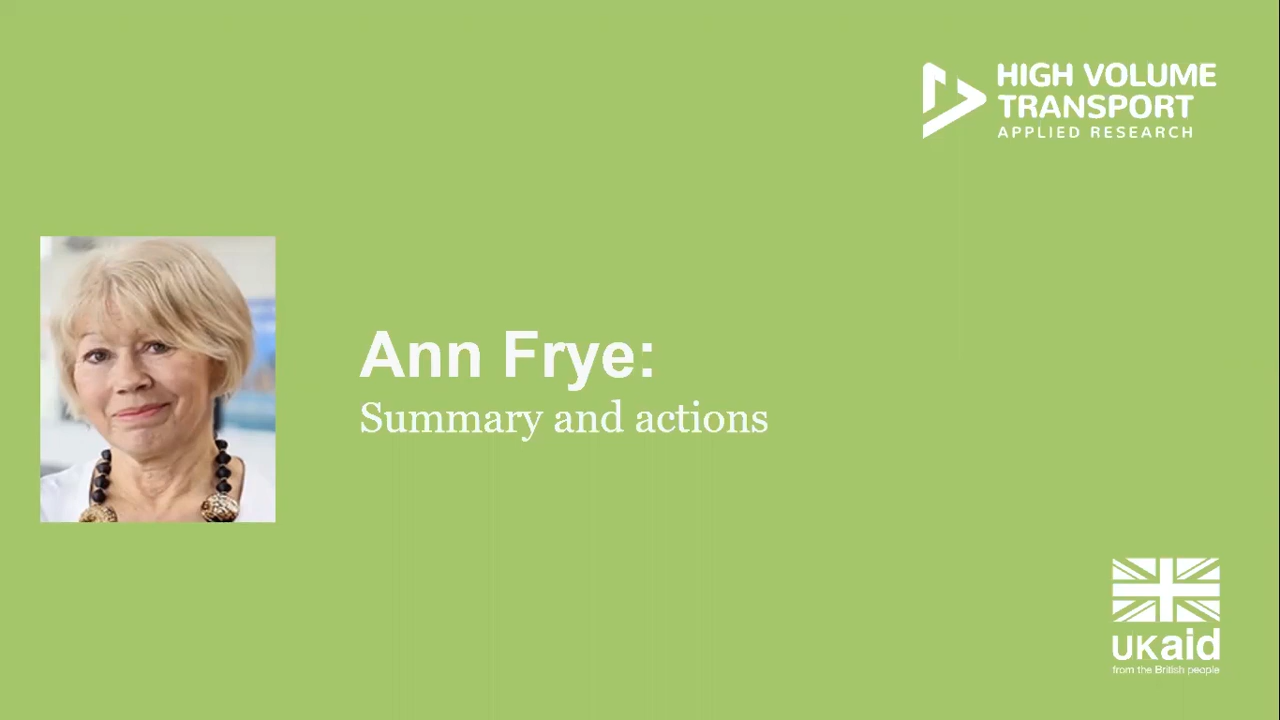 HIGH VOLUME
TRANSPORT
APPLIED RESEARCH
Ann Frye:
Summary and actions
UKaid
from the British people